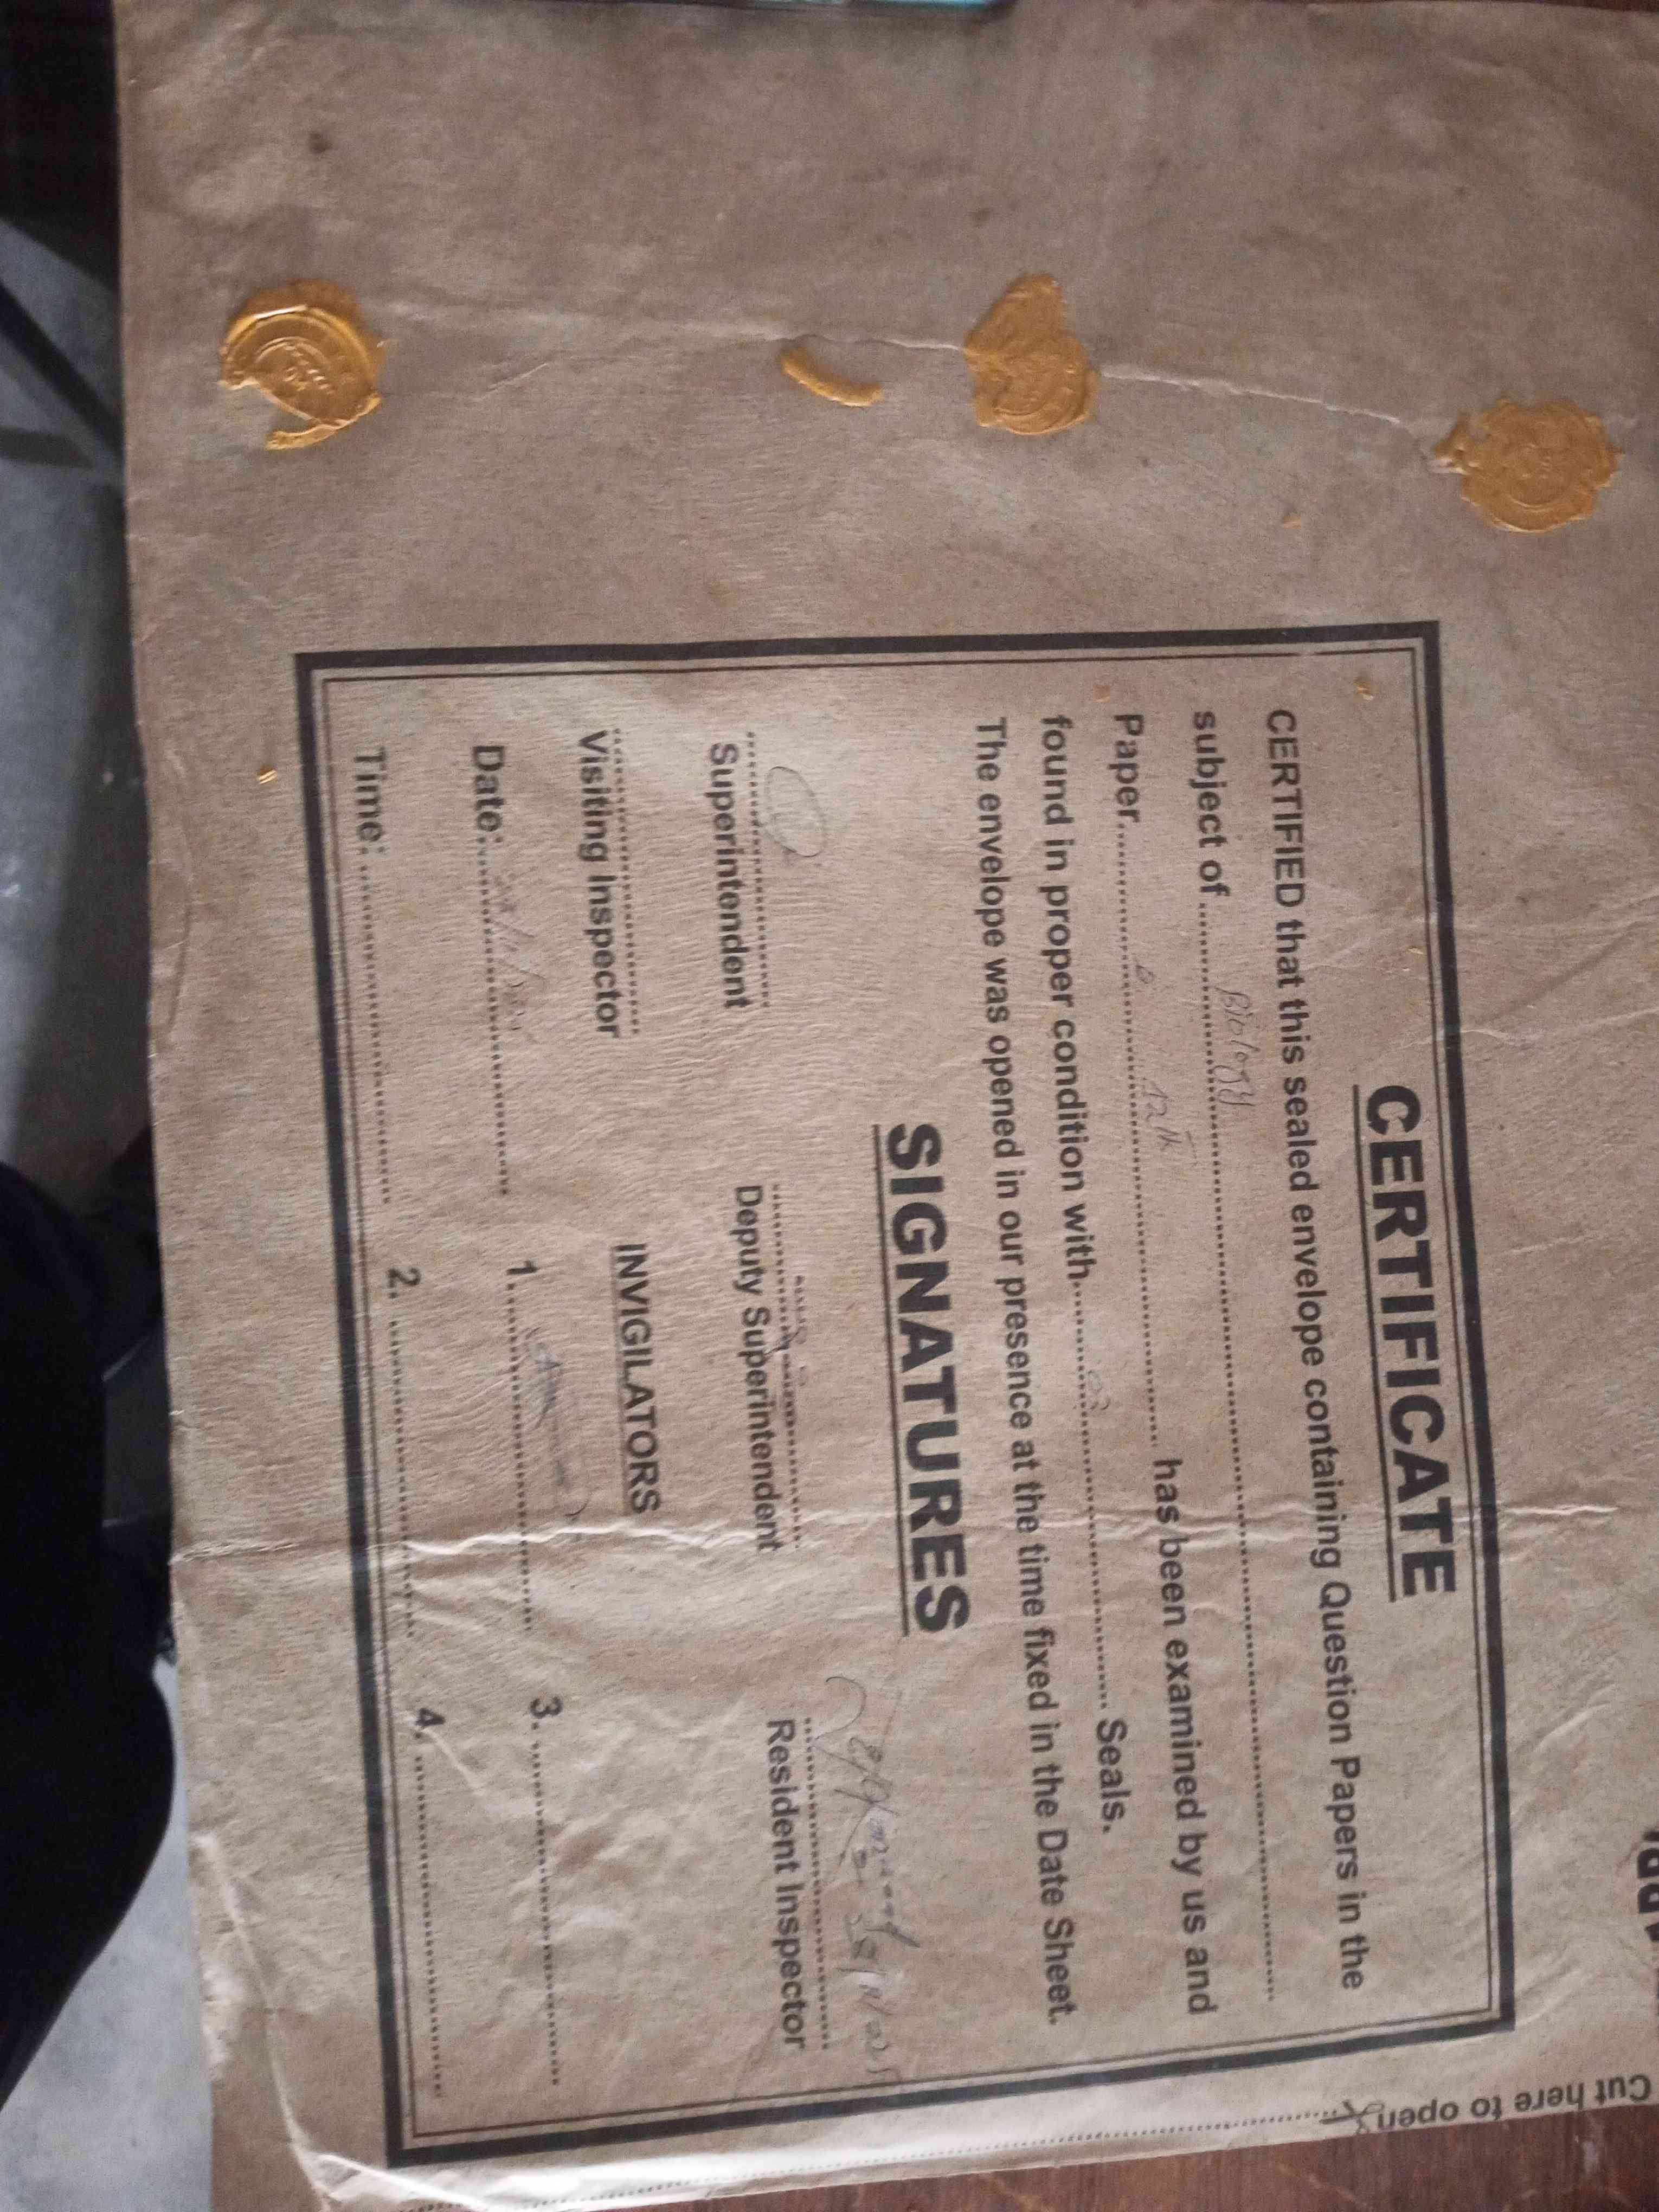 CERTIFICATE
CERTIFIED that this sealed envelope containing Question Papers in the
subject of.......Biology.......
Paper.......12th....... has been examined by us and
found in proper condition with.......03....... Seals.
The envelope was opened in our presence at the time fixed in the Date Sheet.
SIGNATURES
Superintendent Deputy Superintendent Resident Inspector
Visiting Inspector INVIGILATORS
Date:....... 1........ 3. .......
Time: ....... 2. ....... 4. .......
Cut here to open